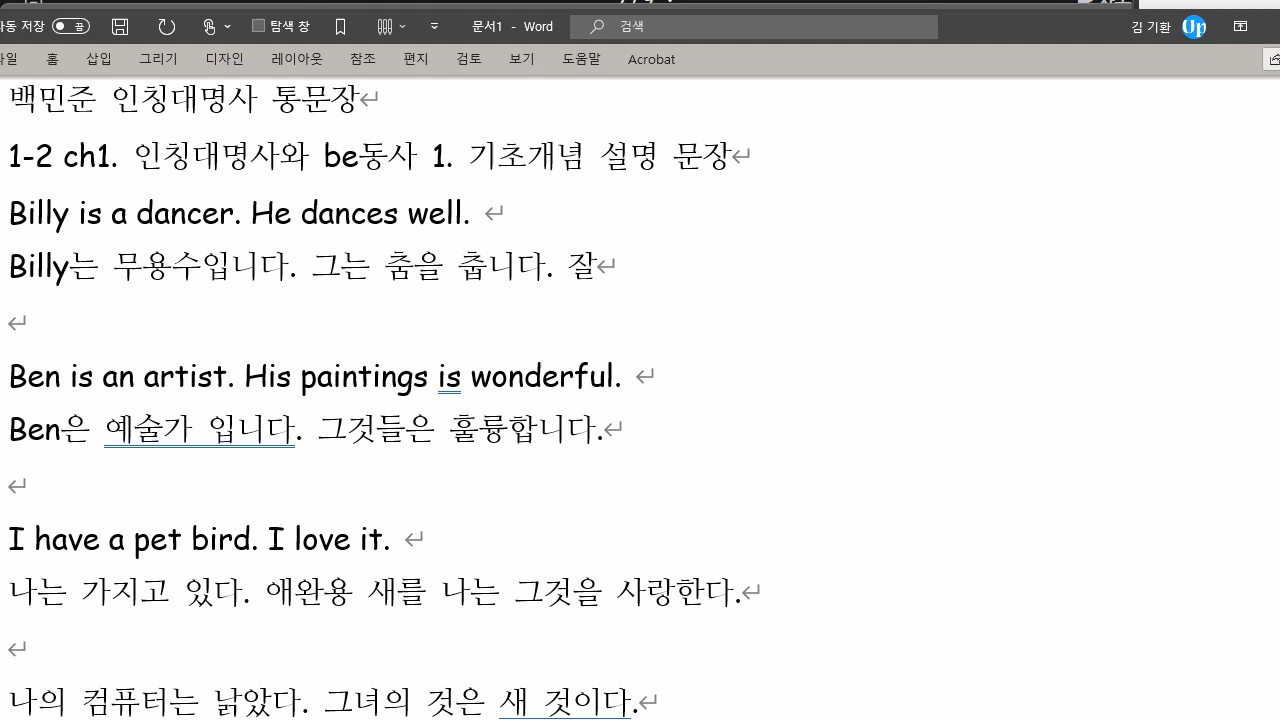 자동 저장 끔 탐색 창 문서1 - Word 검색 김 기환 Up
파일 홈 삽입 그리기 디자인 레이아웃 참조 편지 검토 보기 도움말 Acrobat
백민준 인칭대명사 통문장
1-2 ch1. 인칭대명사와 be동사 1. 기초개념 설명 문장
Billy is a dancer. He dances well.
Billy는 무용수입니다. 그는 춤을 춥니다. 잘
Ben is an artist. His paintings is wonderful.
Ben은 예술가 입니다. 그것들은 훌륭합니다.
I have a pet bird. I love it.
나는 가지고 있다. 애완용 새를 나는 그것을 사랑한다.
나의 컴퓨터는 낡았다. 그녀의 것은 새 것이다.